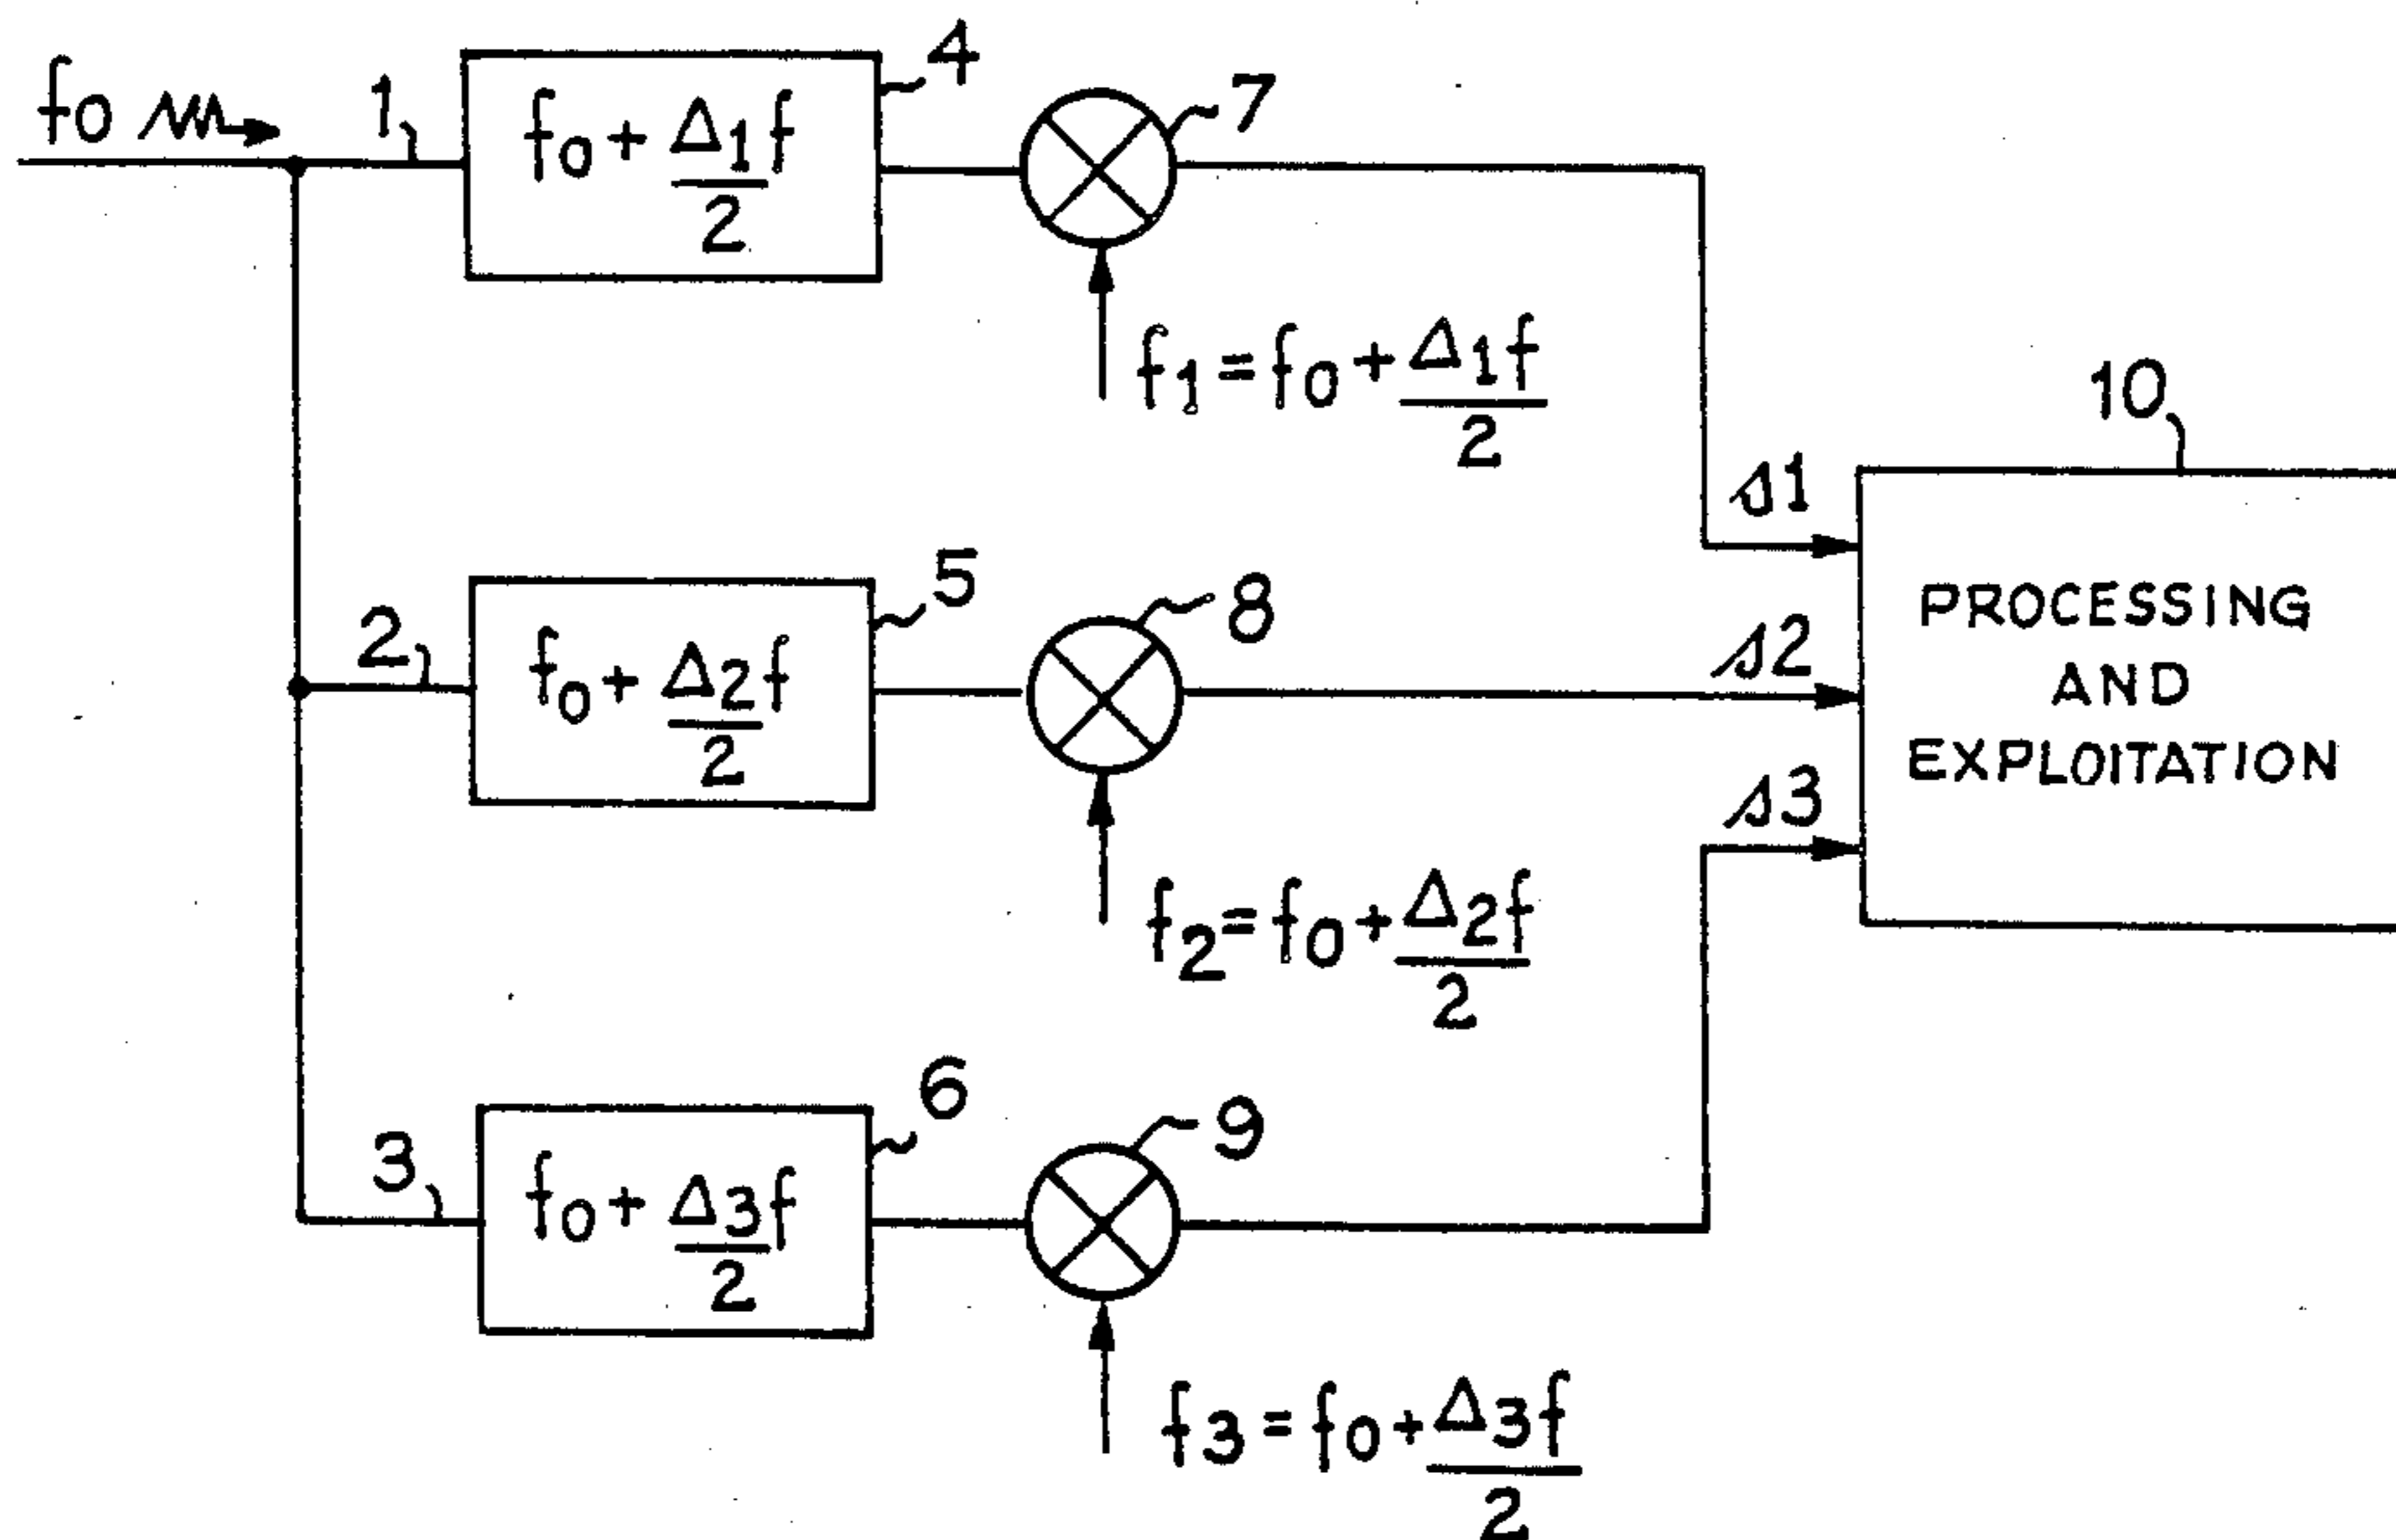 f0
1
f0 + Δ1f/2
4
7
f1 = f0 + Δ1f/2
2
f0 + Δ2f/2
5
8
f2 = f0 + Δ2f/2
3
f0 + Δ3f/2
6
9
f3 = f0 + Δ3f/2
s1
s2
s3
10
PROCESSING
AND
EXPLOITATION